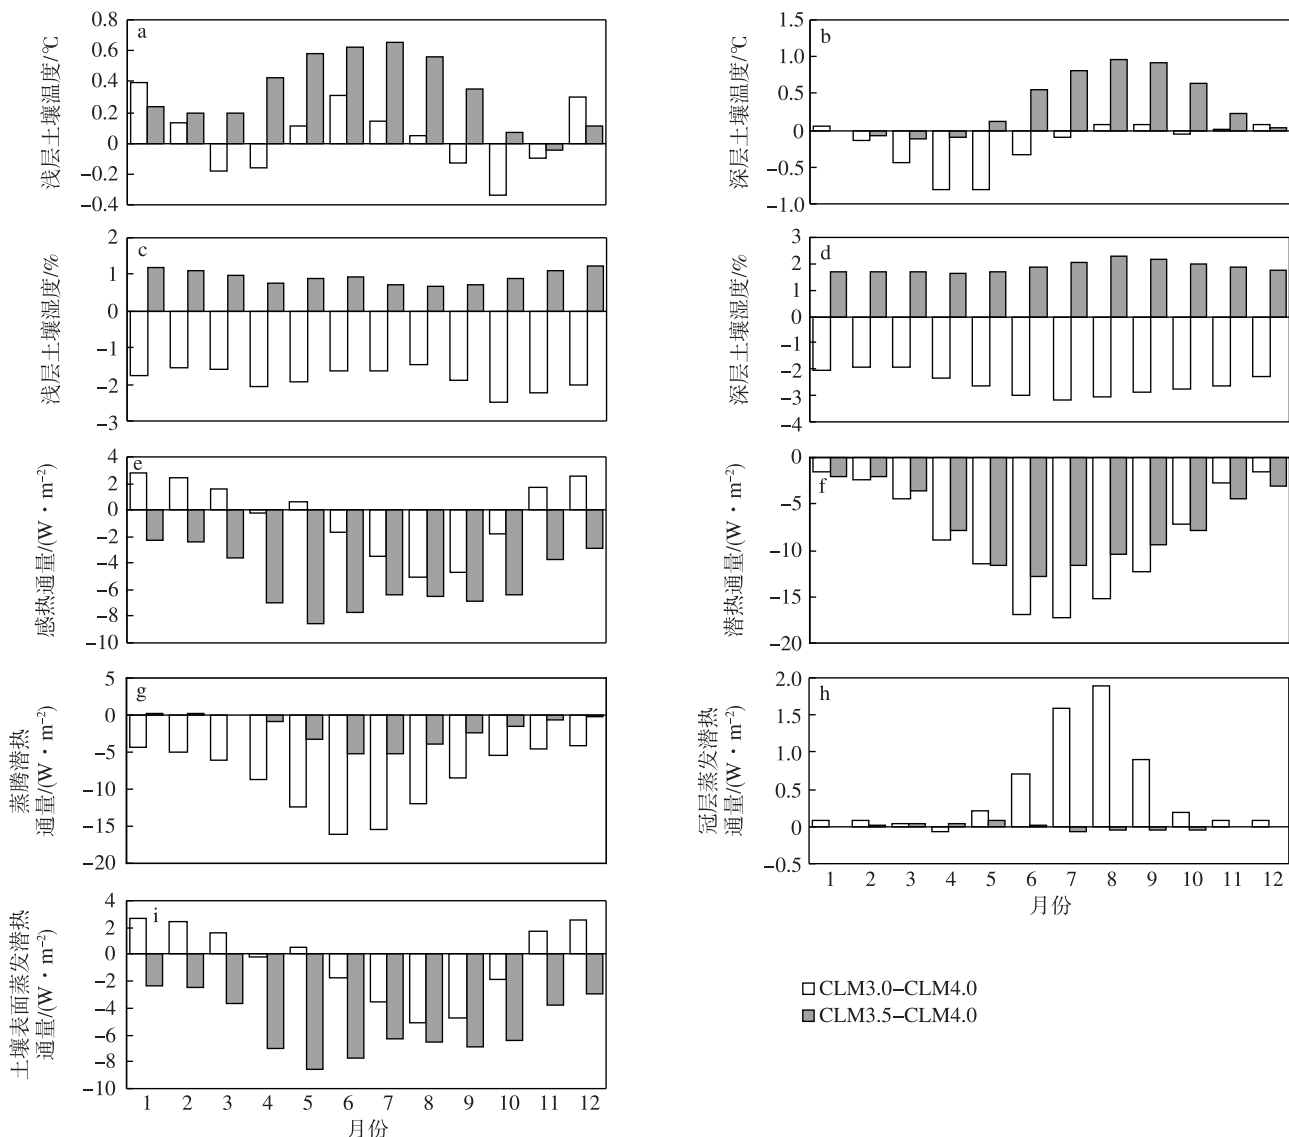 a
浅层土壤温度/℃
0.8
0.6
0.4
0.2
0
−0.2
−0.4
b
深层土壤温度/℃
1.5
1.0
0.5
0
−0.5
−1.0
c
浅层土壤湿度/%
2
1
0
−1
−2
−3
d
深层土壤湿度/%
3
2
1
0
−1
−2
−3
−4
e
感热通量/(W·m⁻²)
4
2
0
−2
−4
−6
−8
−10
f
潜热通量/(W·m⁻²)
0
−5
−10
−15
−20
g
蒸腾潜热
通量/(W·m⁻²)
5
0
−5
−10
−15
−20
h
冠层蒸发潜热
通量/(W·m⁻²)
2.0
1.5
1.0
0.5
0
−0.5
1 2 3 4 5 6 7 8 9 10 11 12
月份
i
土壤表面蒸发潜热
通量/(W·m⁻²)
4
2
0
−2
−4
−6
−8
−10
1 2 3 4 5 6 7 8 9 10 11 12
月份
CLM3.0−CLM4.0
CLM3.5−CLM4.0